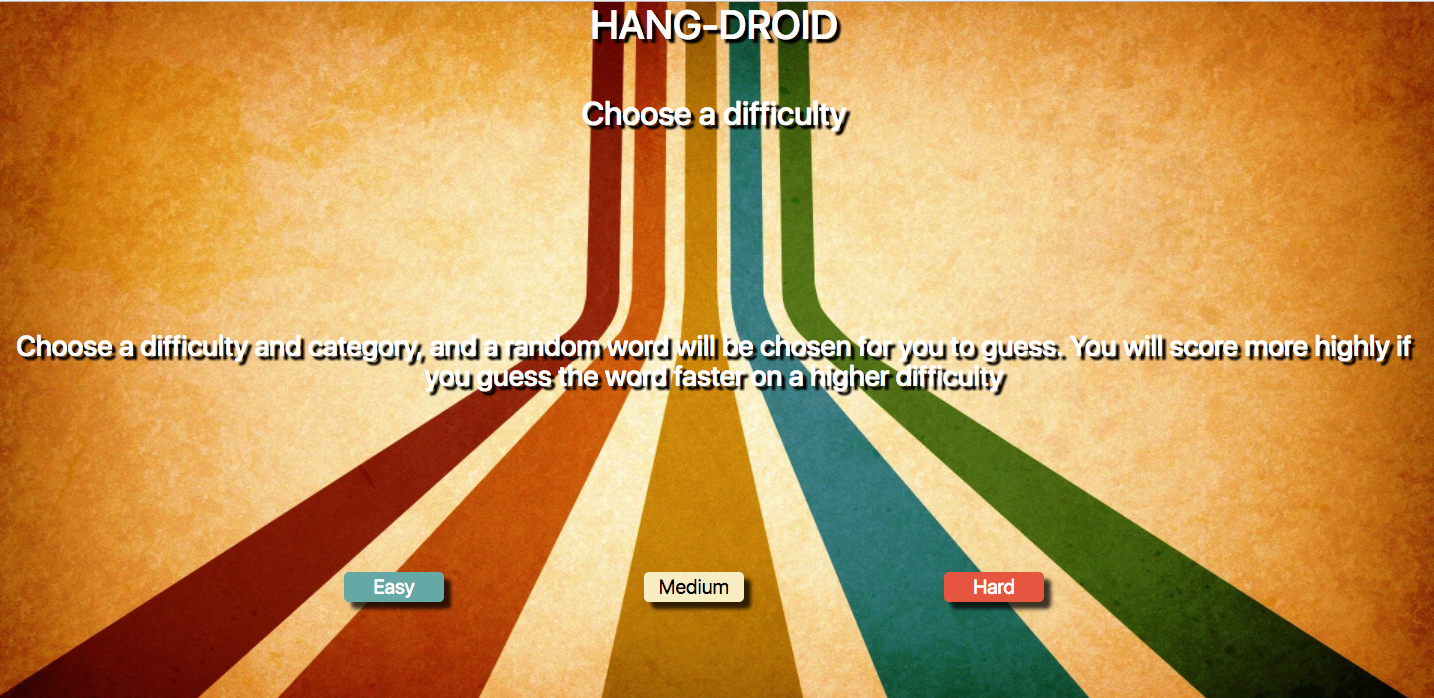 HANG-DROID
Choose a difficulty
Choose a difficulty and category, and a random word will be chosen for you to guess. You will score more highly if
you guess the word faster on a higher difficulty
Easy
Medium
Hard